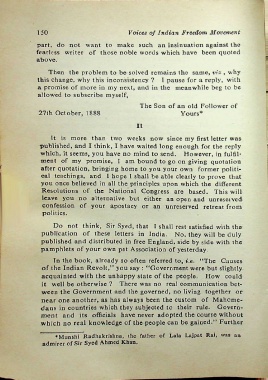 150 Voices of Indian Freedom Movement
part, do not want to make such an insinuation against the
fearless writer of those noble words which have been quoted
above.
Then the problem to be solved remains the same, viz, why
this change, why this inconsistency? I pause for a reply, with
a promise of more in my next, and in the meanwhile beg to be
allowed to subscribe myself,
The Son of an old Follower of
27th October, 1888 Yours*
II
It is more than two weeks now since my first letter was
published, and I think, I have waited long enough for the reply
which, it seems, you have no mind to send. However, in fulfil-
ment of my promise, I am bound to go on giving quotation
after quotation, bringing home to you your own former politi-
cal teachings, and I hope I shall be able clearly to prove that
you once believed in all the principles upon which the different
Resolutions of the National Congress are based. This will
leave you no alternative but either an open and unreserved
confession of your apostacy or an unreserved retreat from
politics.
Do not think, Sir Syed, that I shall rest satisfied with the
publication of these letters in India. No, they will be duly
published and distributed in free England, side by side with the
pamphlets of your own pet Association of yesterday.
In the book, already so often referred to, i.e. "The Causes
of the Indian Revolt," you say: "Government were but slightly
acquainted with the unhappy state of the people. How could
it well be otherwise? There was no real communication bet-
ween the Government and the governed, no living together or
near one another, as has always been the custom of Mahome-
dans in countries which they subjected to their rule. Govern-
ment and its officials have never adopted the course without
which no real knowledge of the people can be gained." Further
*Munshi Radhakrishna, the father of Lala Lajpat Rai, was an
admirer of Sir Syed Ahmed Khan.